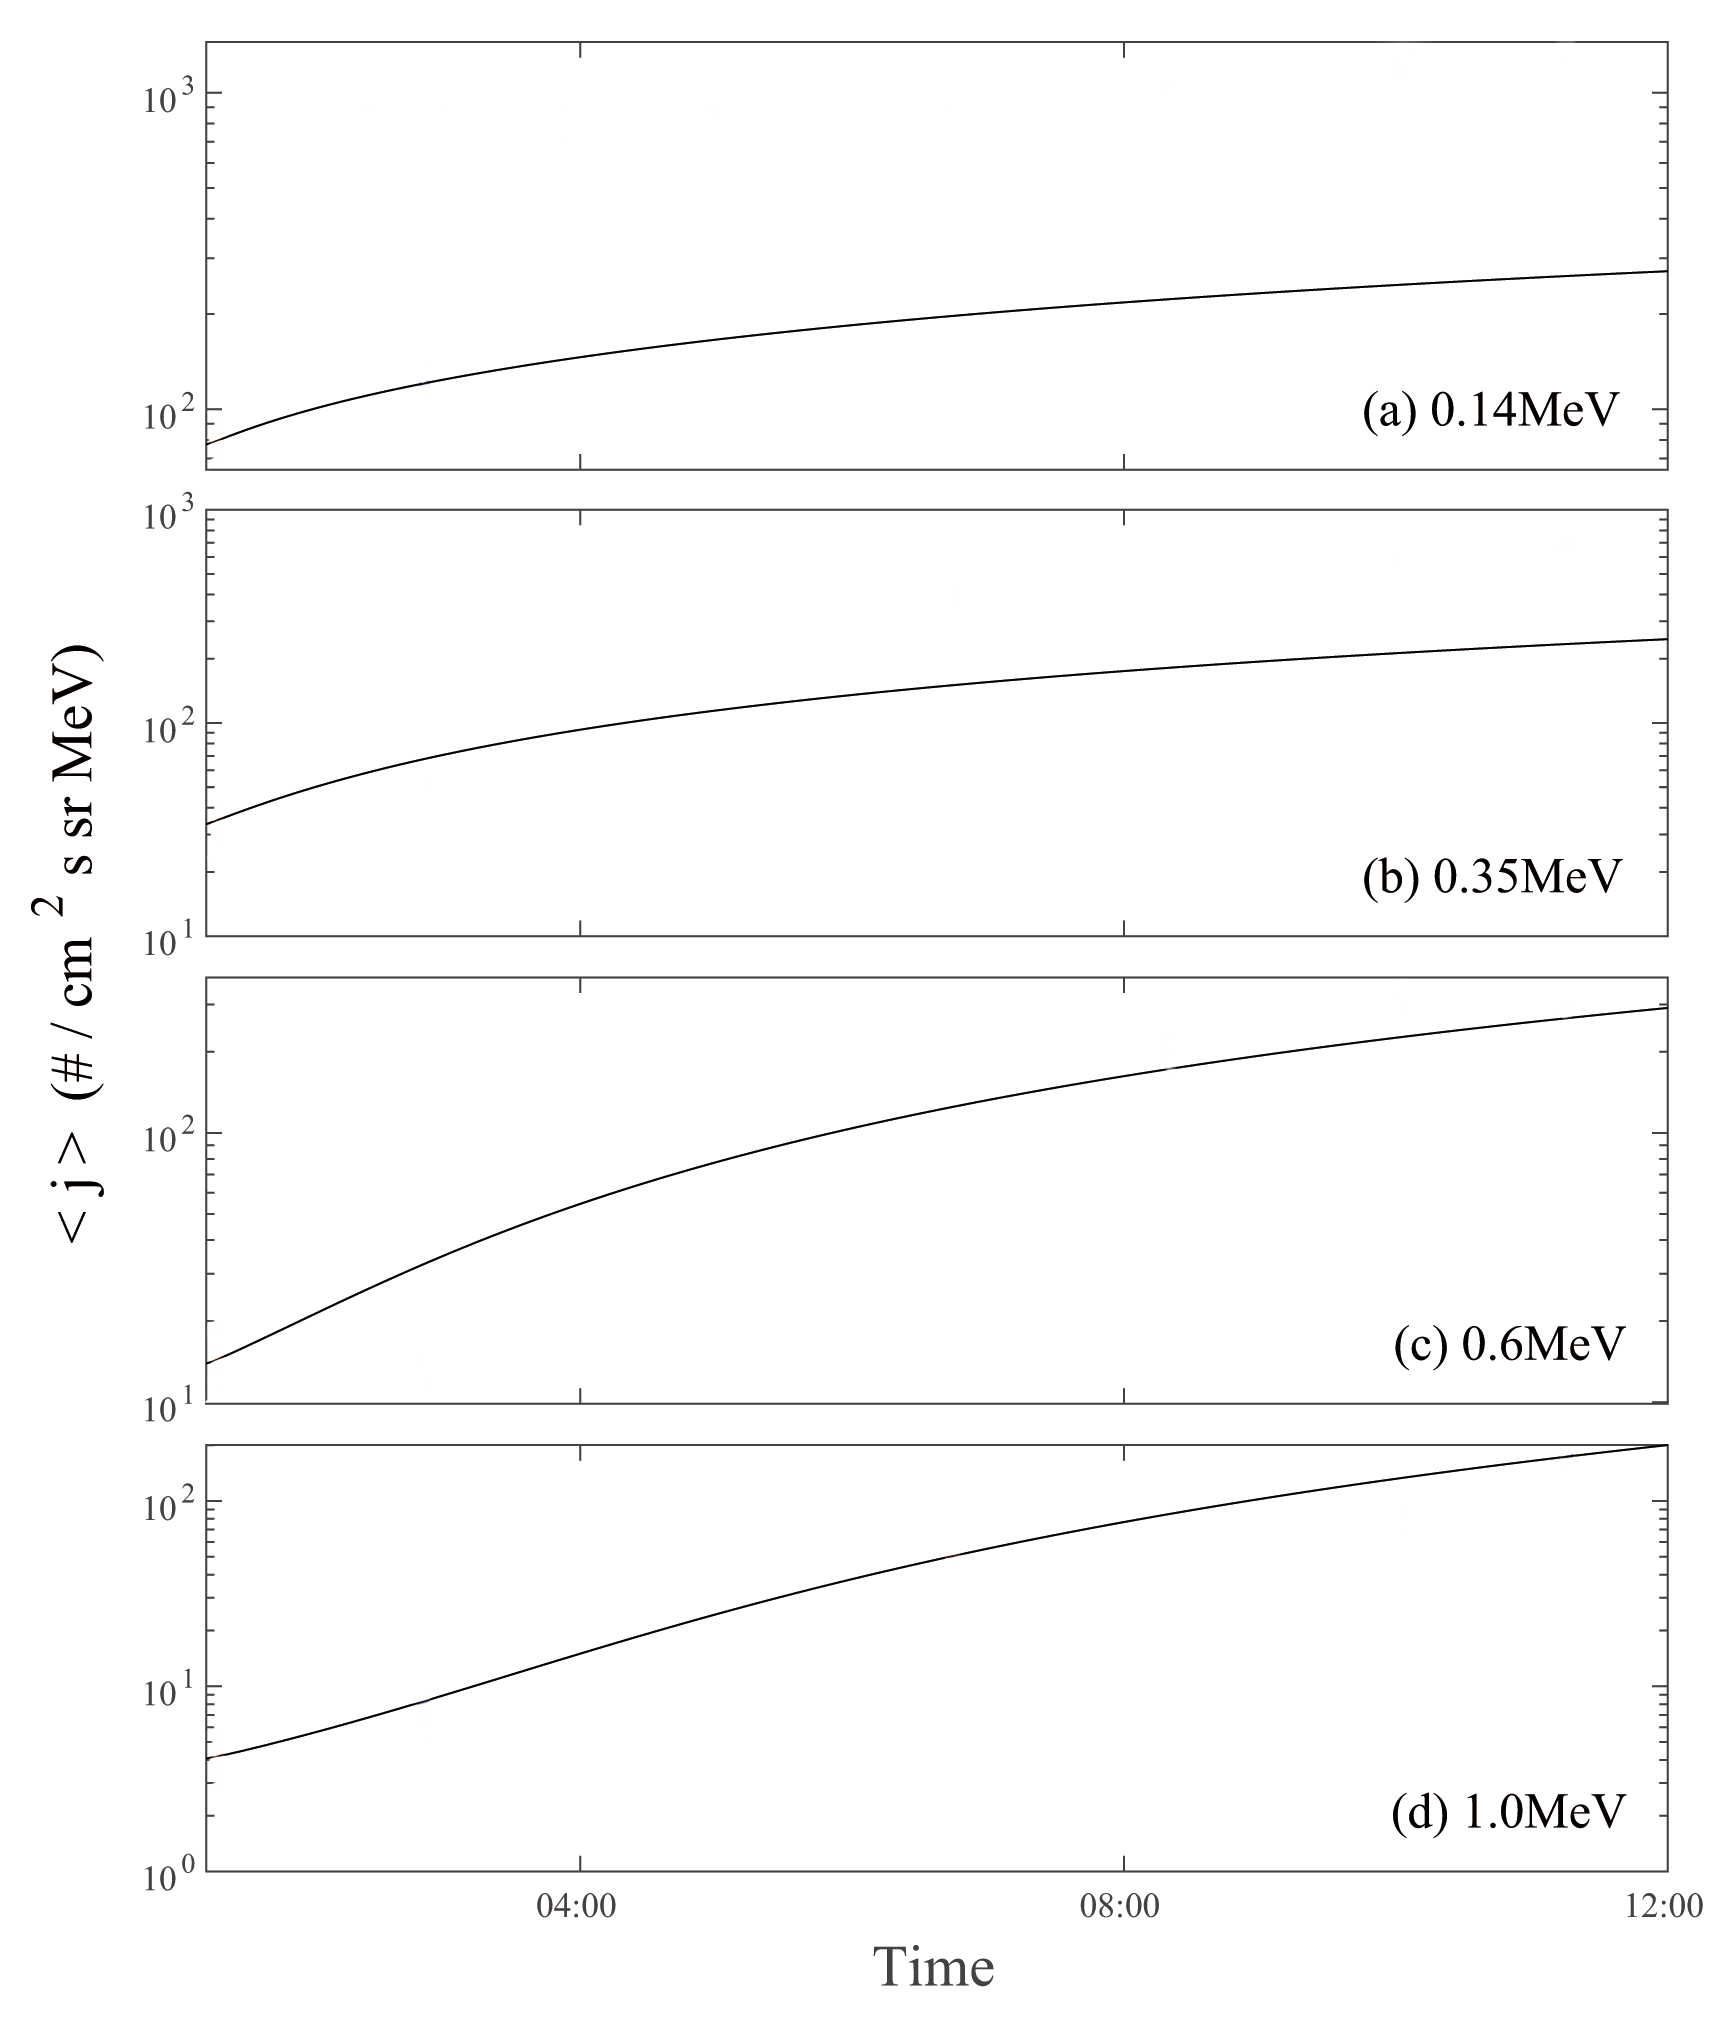 10^3
10^2
(a) 0.14MeV
10^3
10^2
10^1
(b) 0.35MeV
< j > (# / cm^2 s sr MeV)
10^2
10^1
(c) 0.6MeV
10^2
10^1
10^0
(d) 1.0MeV
04:00 08:00 12:00
Time